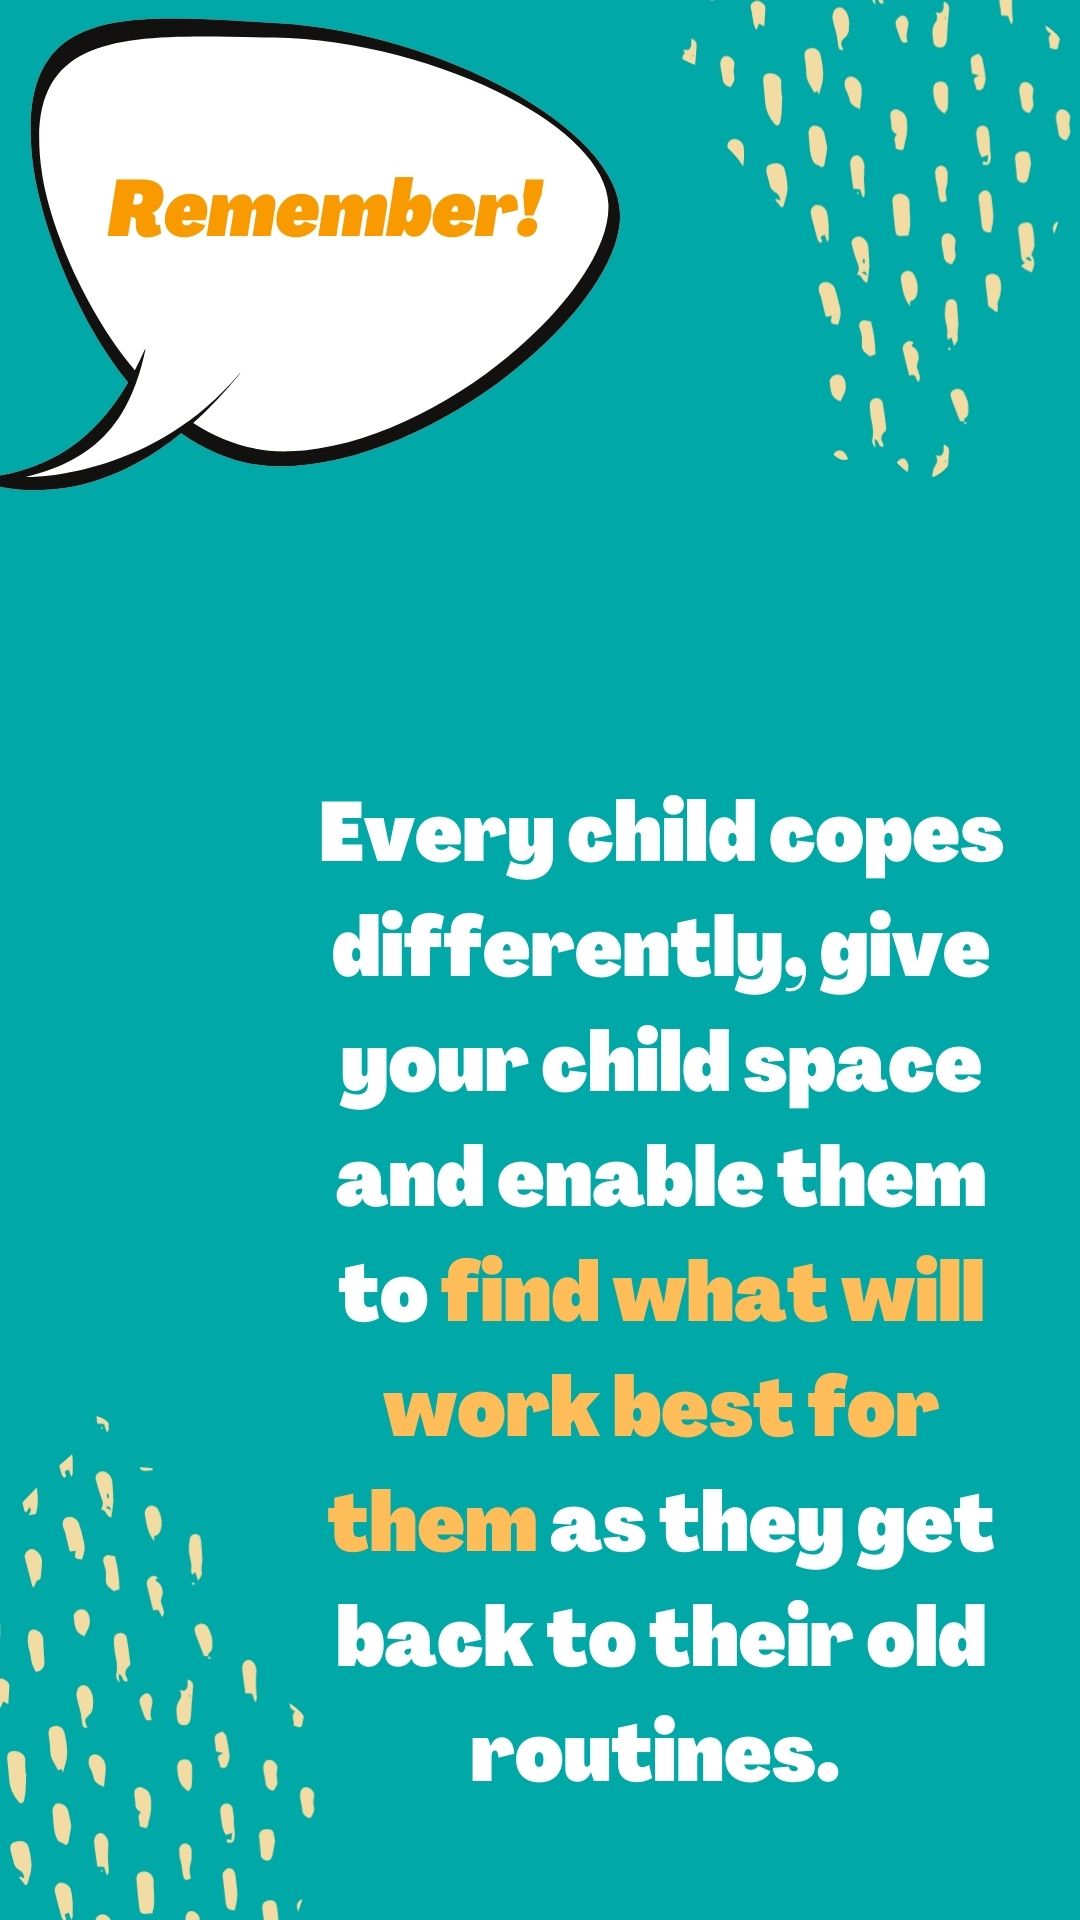 Remember!
Every child copes
differently, give
your child space
and enable them
to find what will
work best for
them as they get
back to their old
routines.